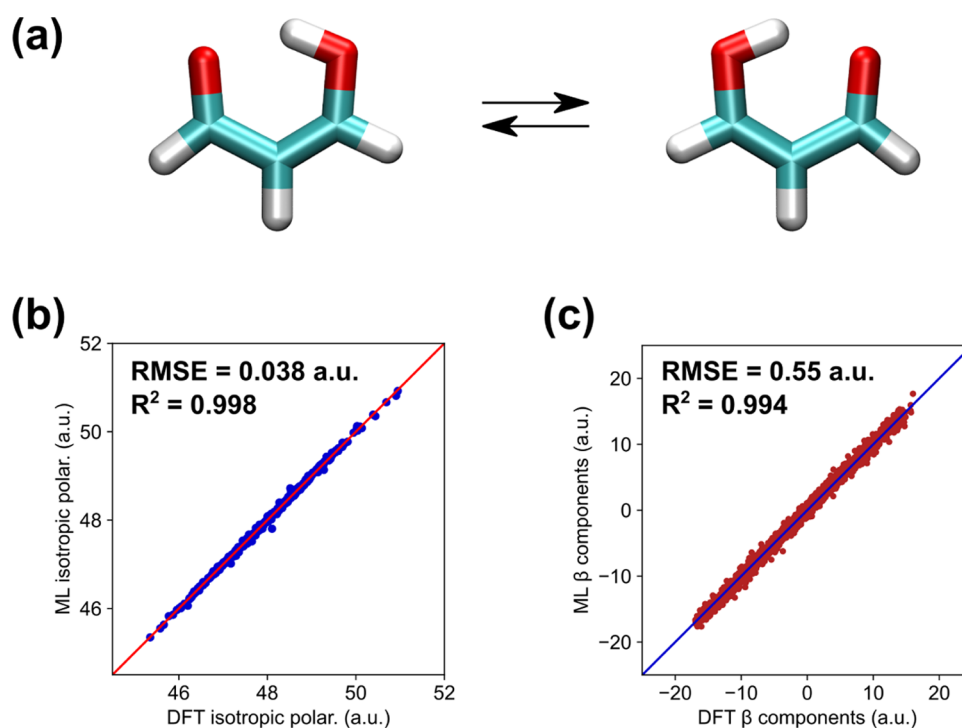 (a)
(b)
52
50
48
46
46
48
50
52
RMSE = 0.038 a.u.
R² = 0.998
ML isotropic polar. (a.u.)
DFT isotropic polar. (a.u.)
(c)
20
10
0
−10
−20
−20
−10
0
10
20
RMSE = 0.55 a.u.
R² = 0.994
ML β components (a.u.)
DFT β components (a.u.)